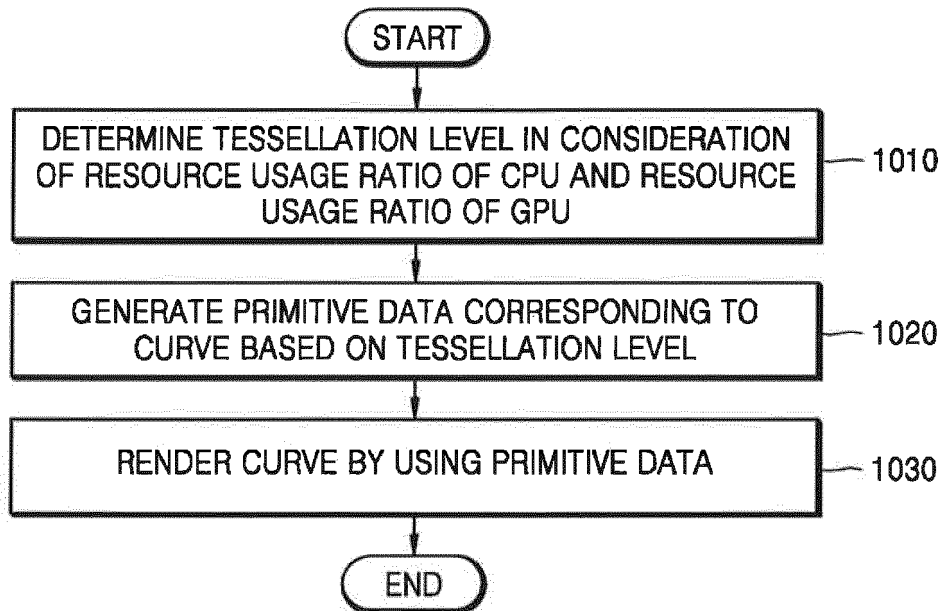 START
DETERMINE TESSELLATION LEVEL IN CONSIDERATION
OF RESOURCE USAGE RATIO OF CPU AND RESOURCE
USAGE RATIO OF GPU
1010
GENERATE PRIMITIVE DATA CORRESPONDING TO
CURVE BASED ON TESSELLATION LEVEL
1020
RENDER CURVE BY USING PRIMITIVE DATA
1030
END